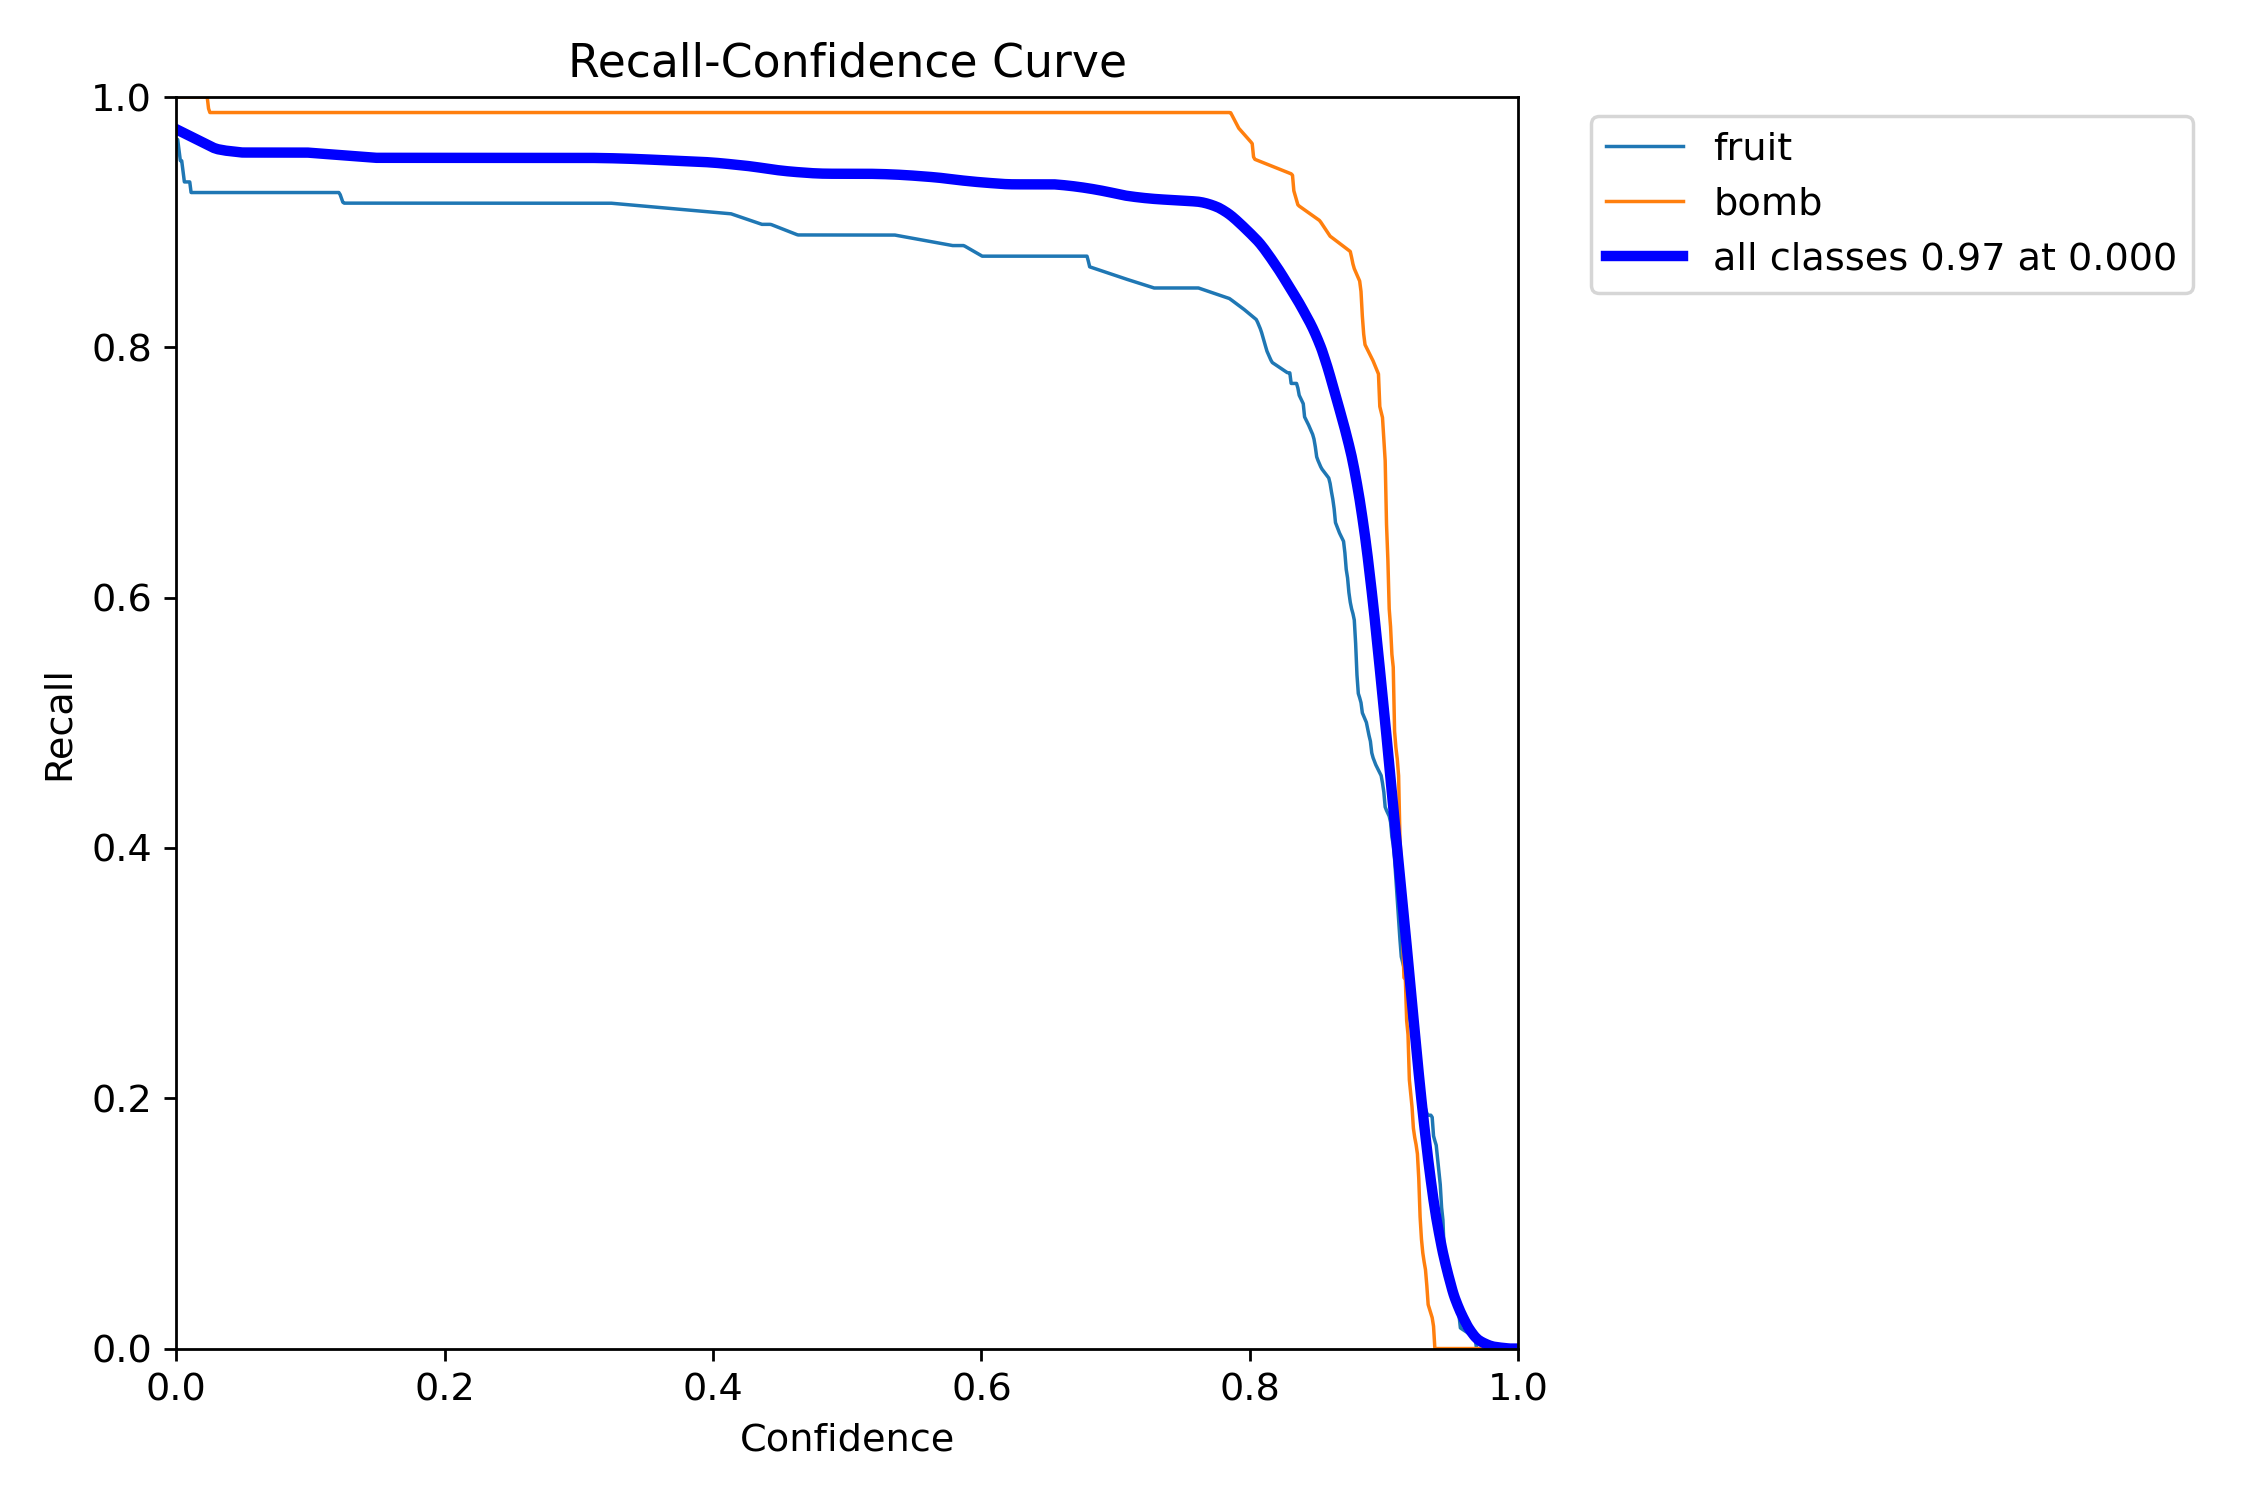 Recall-Confidence Curve
1.0
0.8
0.6
0.4
0.2
0.0
Recall
0.0 0.2 0.4 0.6 0.8 1.0
Confidence
fruit
bomb
all classes 0.97 at 0.000